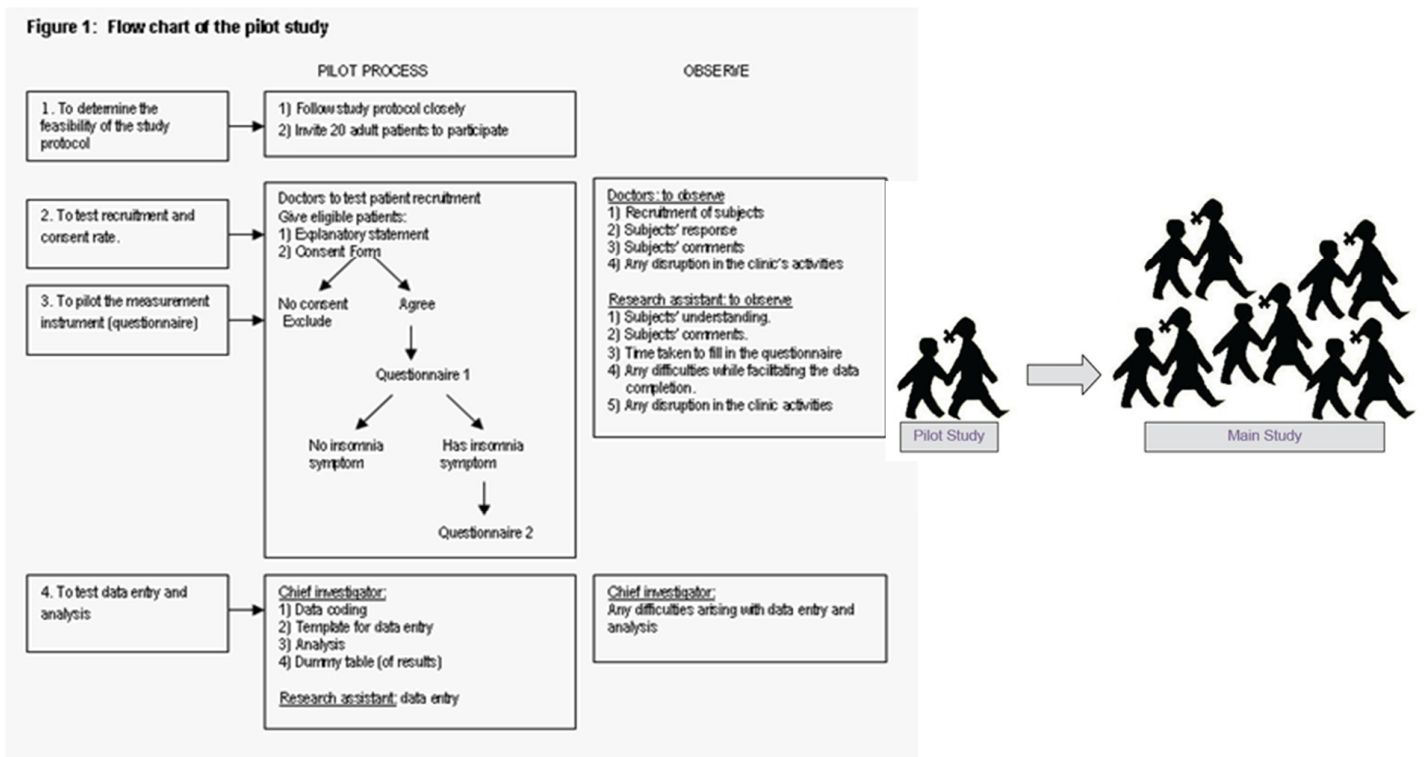 Figure 1: Flow chart of the pilot study
PILOT PROCESS
OBSERVE
1. To determine the
feasibility of the study
protocol
1) Follow study protocol closely
2) Invite 20 adult patients to participate
2. To test recruitment and
consent rate.
3. To pilot the measurement
instrument (questionnaire)
Doctors to test patient recruitment
Give eligible patients:
1) Explanatory statement
2) Consent Form
No consent
Exclude
Agree
Questionnaire 1
No insomnia
symptom
Has insomnia
symptom
Questionnaire 2
Doctors: to observe
1) Recruitment of subjects
2) Subjects' response
3) Subjects' comments
4) Any disruption in the clinic's activities
Research assistant: to observe
1) Subjects' understanding.
2) Subjects' comments.
3) Time taken to fill in the questionnaire
4) Any difficulties while facilitating the data
completion.
5) Any disruption in the clinic activities
4. To test data entry and
analysis
Chief investigator:
1) Data coding
2) Template for data entry
3) Analysis
4) Dummy table (of results)
Research assistant: data entry
Chief investigator:
Any difficulties arising with data entry and
analysis
Pilot Study
Main Study